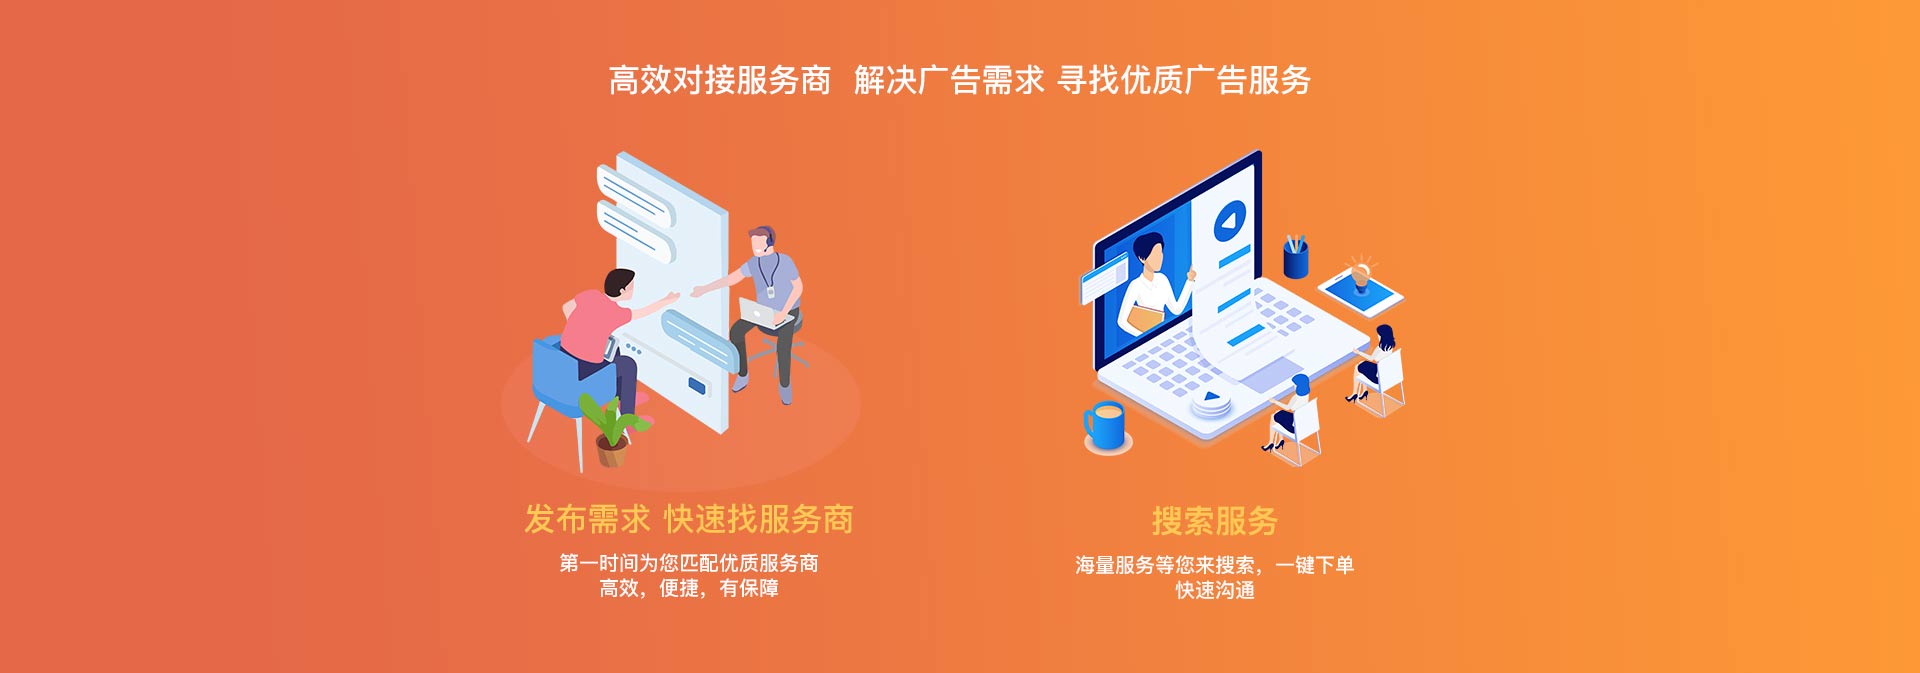 高效对接服务商 解决广告需求 寻找优质广告服务
发布需求 快速找服务商
第一时间为您匹配优质服务商
高效，便捷，有保障
搜索服务
海量服务等您来搜索，一键下单
快速沟通